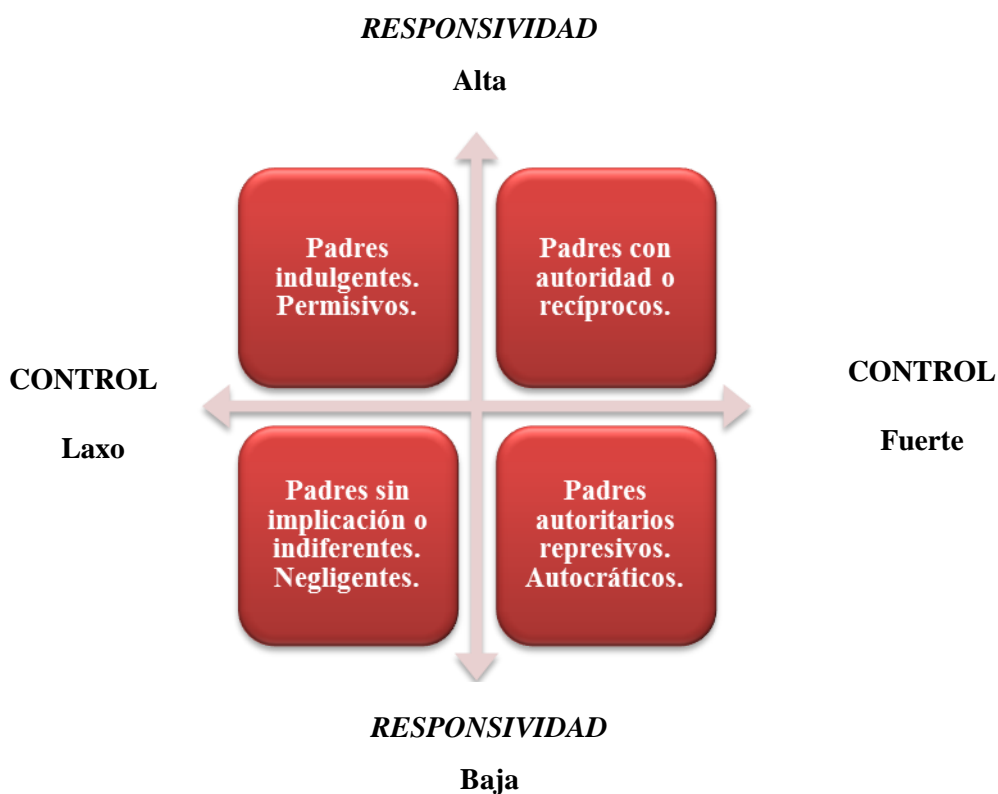 RESPONSIVIDAD
Alta
Padres
indulgentes.
Permisivos.
Padres con
autoridad o
recíprocos.
CONTROL
Laxo
CONTROL
Fuerte
Padres sin
implicación o
indiferentes.
Negligentes.
Padres
autoritarios
represivos.
Autocráticos.
RESPONSIVIDAD
Baja